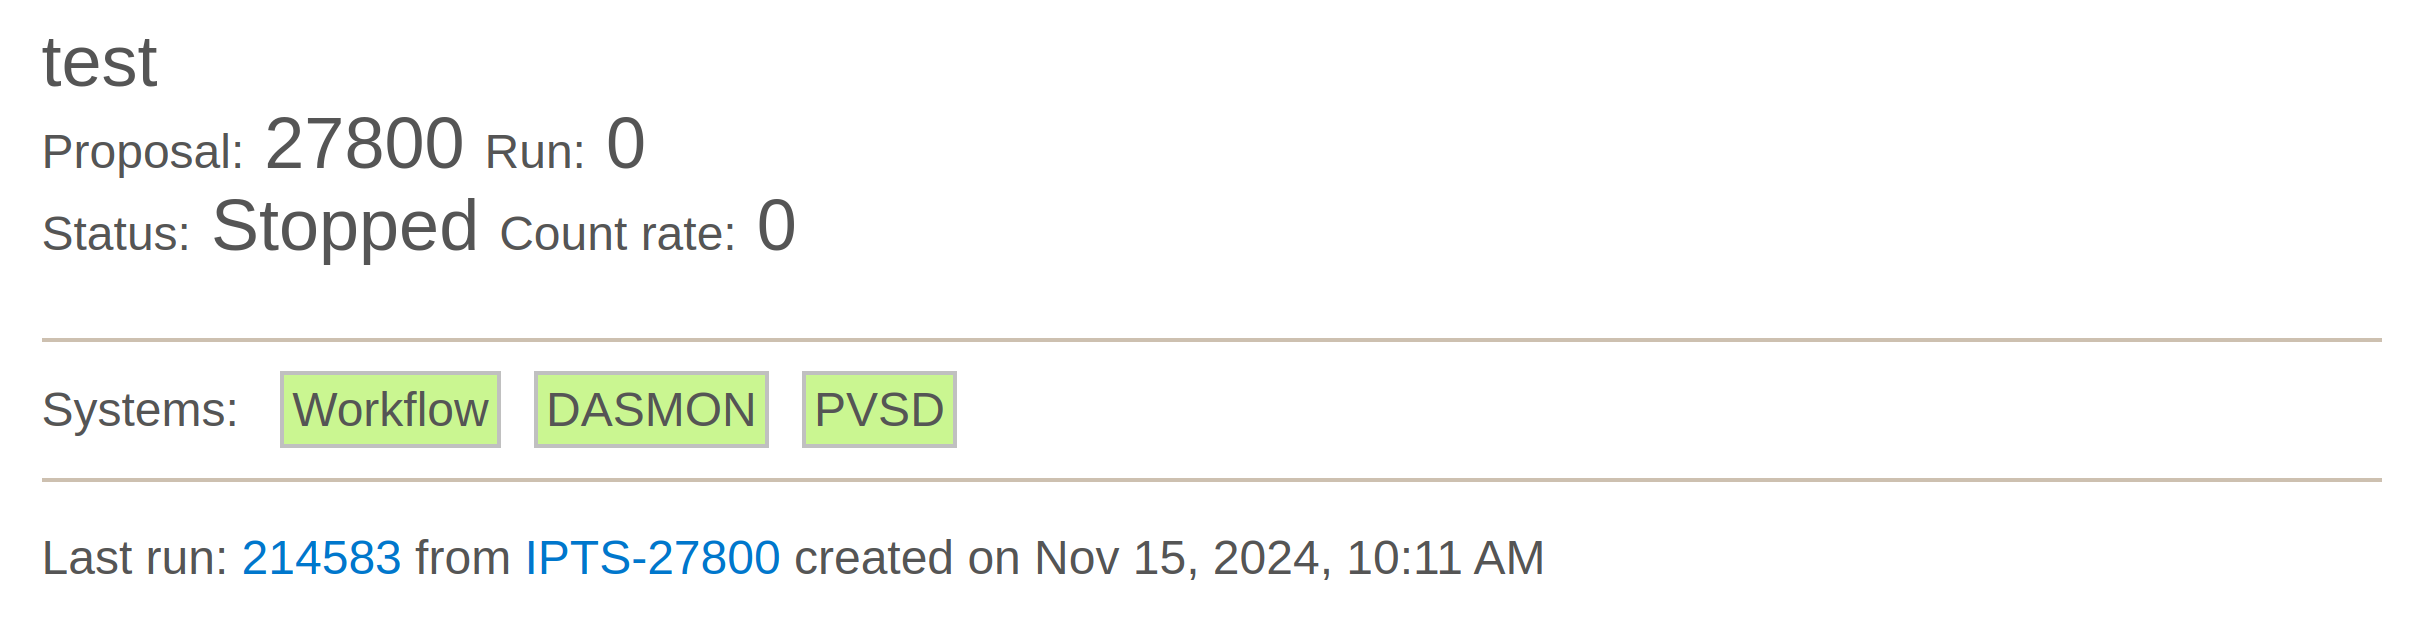 test
Proposal: 27800 Run: 0
Status: Stopped Count rate: 0
Systems: Workflow DASMON PVSD
Last run: 214583 from IPTS-27800 created on Nov 15, 2024, 10:11 AM